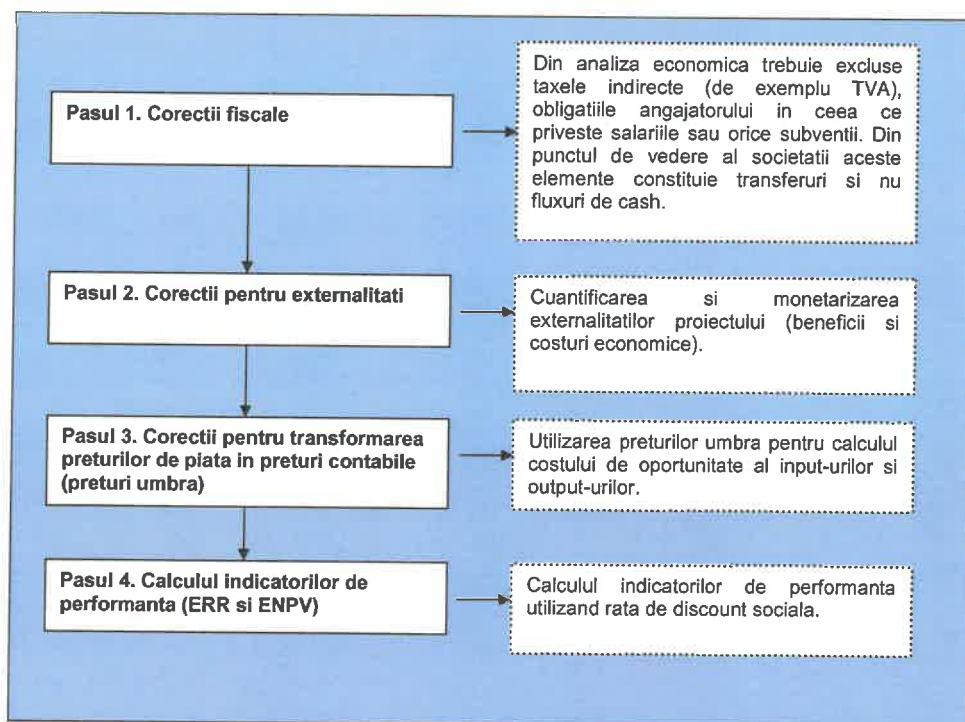 Pasul 1. Corectii fiscale
Din analiza economica trebuie excluse
taxele indirecte (de exemplu TVA),
obligatiile angajatorului in ceea ce
priveste salariile sau orice subventii. Din
punctul de vedere al societatii aceste
elemente constituie transferuri si nu
fluxuri de cash.
Pasul 2. Corectii pentru externalitati
Cuantificarea si monetarizarea
externalitatilor proiectului (beneficii si
costuri economice).
Pasul 3. Corectii pentru transformarea
preturilor de piata in preturi contabile
(preturi umbra)
Utilizarea preturilor umbra pentru calculul
costului de oportunitate al input-urilor si
output-urilor.
Pasul 4. Calculul indicatorilor de
performanta (ERR si ENPV)
Calculul indicatorilor de performanta
utilizand rata de discount sociala.